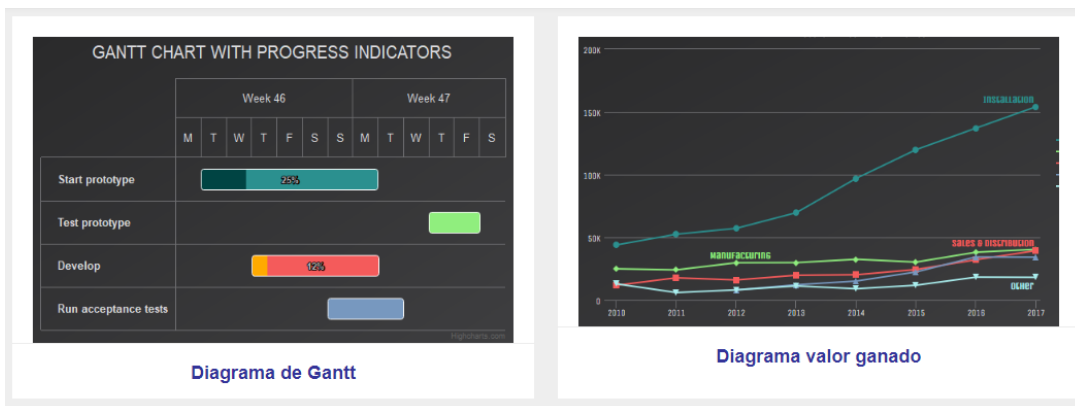 GANTT CHART WITH PROGRESS INDICATORS
Week 46 Week 47
M T W T F S S M T W T F S
Start prototype 25%
Test prototype
Develop 12%
Run acceptance tests
Highcharts.com
Diagrama de Gantt
200K
150K
100K
50K
0
Installation
Manufacturing
Sales & Distribution
Other
2010 2011 2012 2013 2014 2015 2016 2017
Diagrama valor ganado